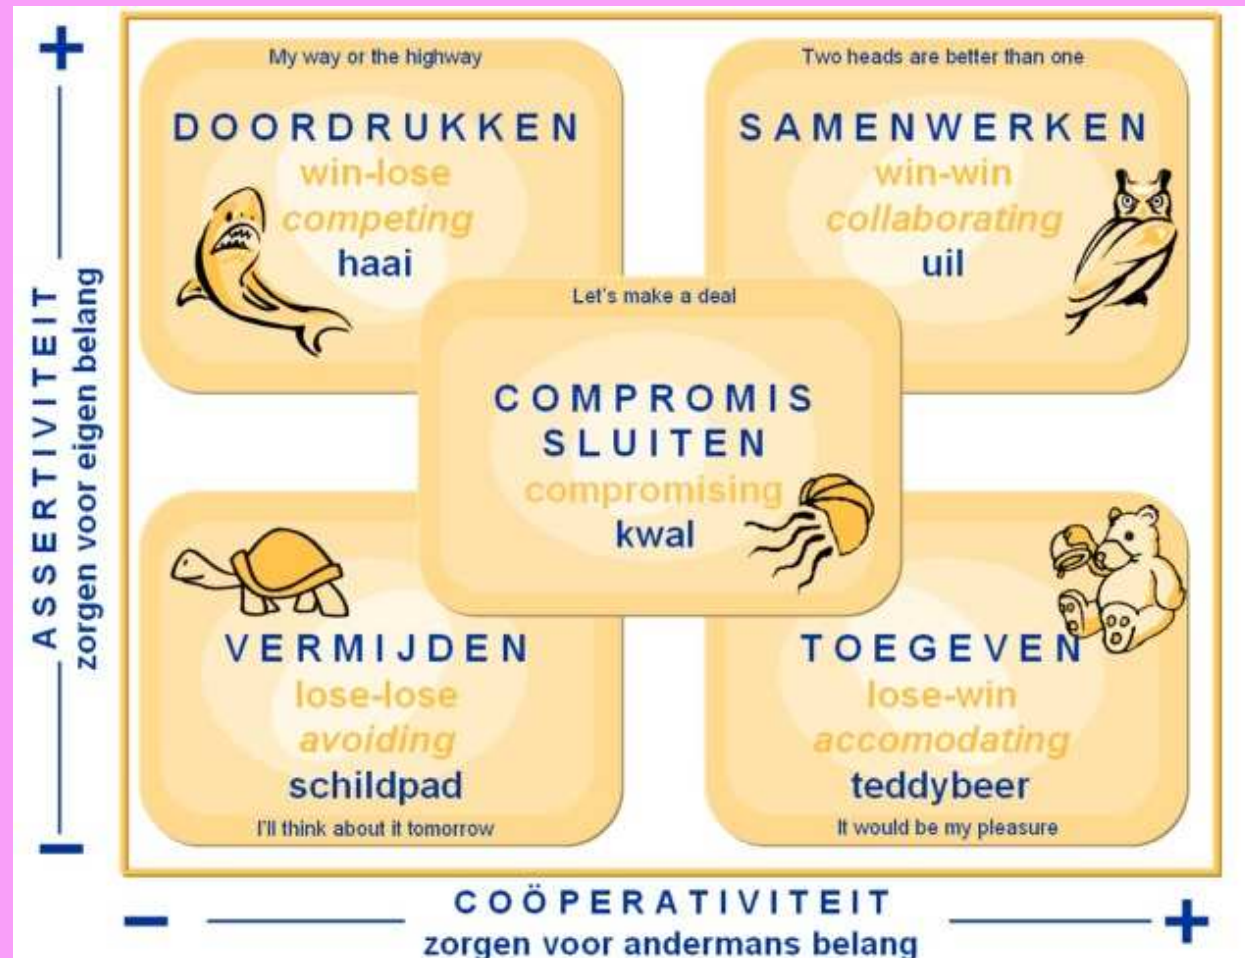 +
ASSERTIVITEIT
zorgen voor eigen belang
–
My way or the highway
DOORDRUKKEN
win-lose
competing
haai
Two heads are better than one
SAMENWERKEN
win-win
collaborating
uil
Let's make a deal
COMPROMIS
SLUITEN
compromising
kwal
VERMIJDEN
lose-lose
avoiding
schildpad
I'll think about it tomorrow
TOEGEVEN
lose-win
accomodating
teddybeer
It would be my pleasure
– COÖPERATIVITEIT +
zorgen voor andermans belang